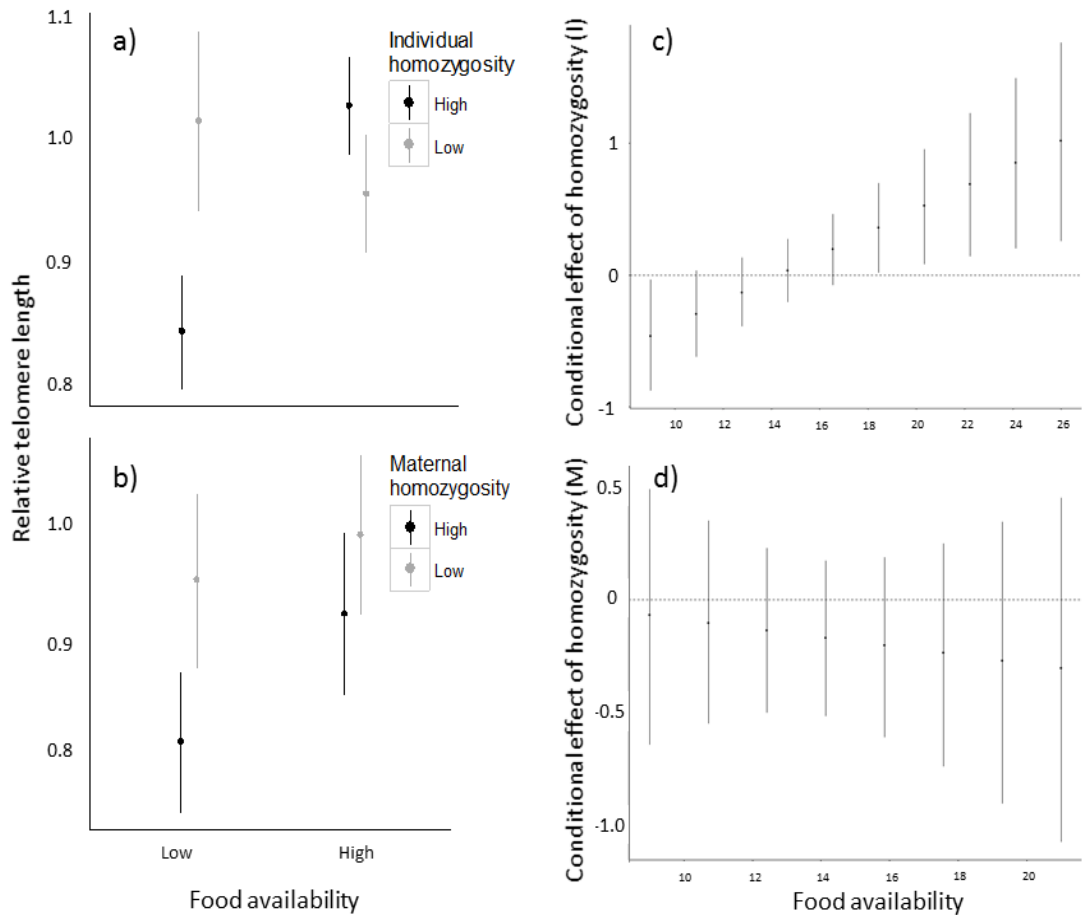 Relative telomere length
a)
1.1
1.0
0.9
0.8
Individual
homozygosity
High
Low
b)
1.0
0.9
0.8
Maternal
homozygosity
High
Low
Low High
Food availability
c)
Conditional effect of homozygosity (I)
1
0
-1
10 12 14 16 18 20 22 24 26
d)
Conditional effect of homozygosity (M)
0.5
0
-0.5
-1.0
10 12 14 16 18 20
Food availability